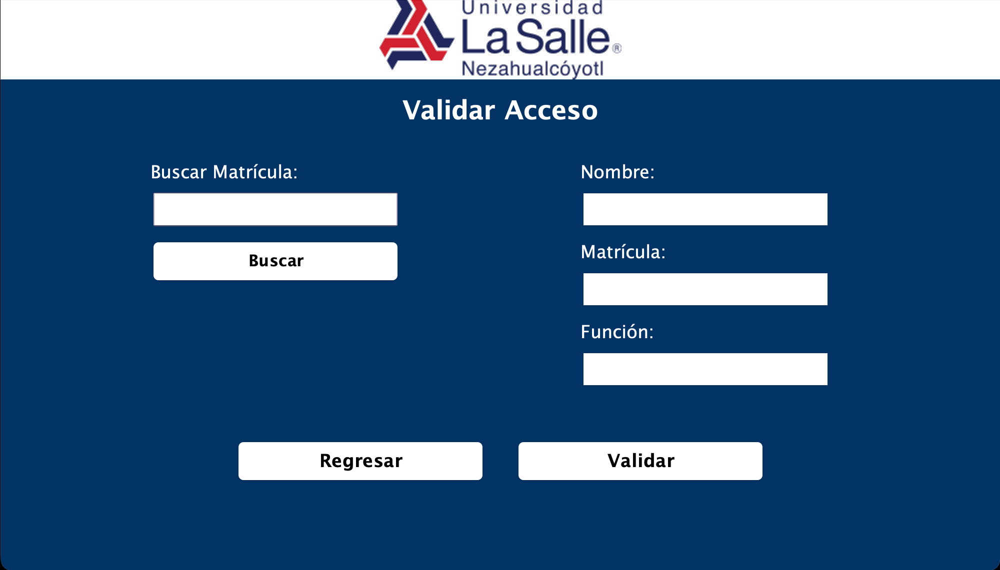 Universidad
La Salle®
Nezahualcóyotl
Validar Acceso
Buscar Matrícula:
Buscar
Nombre:
Matrícula:
Función:
Regresar
Validar